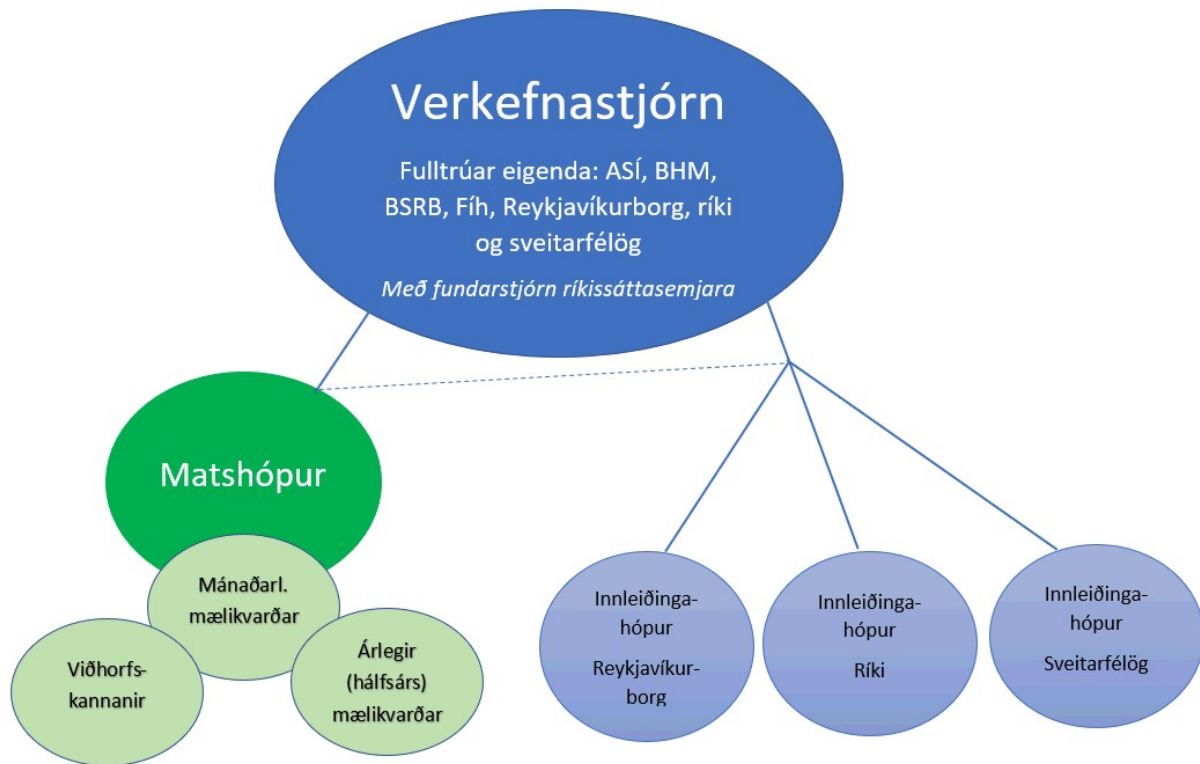 Verkefnastjórn
Fulltrúar eigenda: ASÍ, BHM,
BSRB, Fíh, Reykjavíkurborg, ríki
og sveitarfélög
Með fundarstjórn ríkissáttasemjara
Matshópur
Mánaðarl.
mælikvarðar
Viðhorfs-
kannanir
Árlegir
(hálfsárs)
mælikvarðar
Innleiðinga-
hópur
Reykjavíkur-
borg
Innleiðinga-
hópur
Ríki
Innleiðinga-
hópur
Sveitarfélög